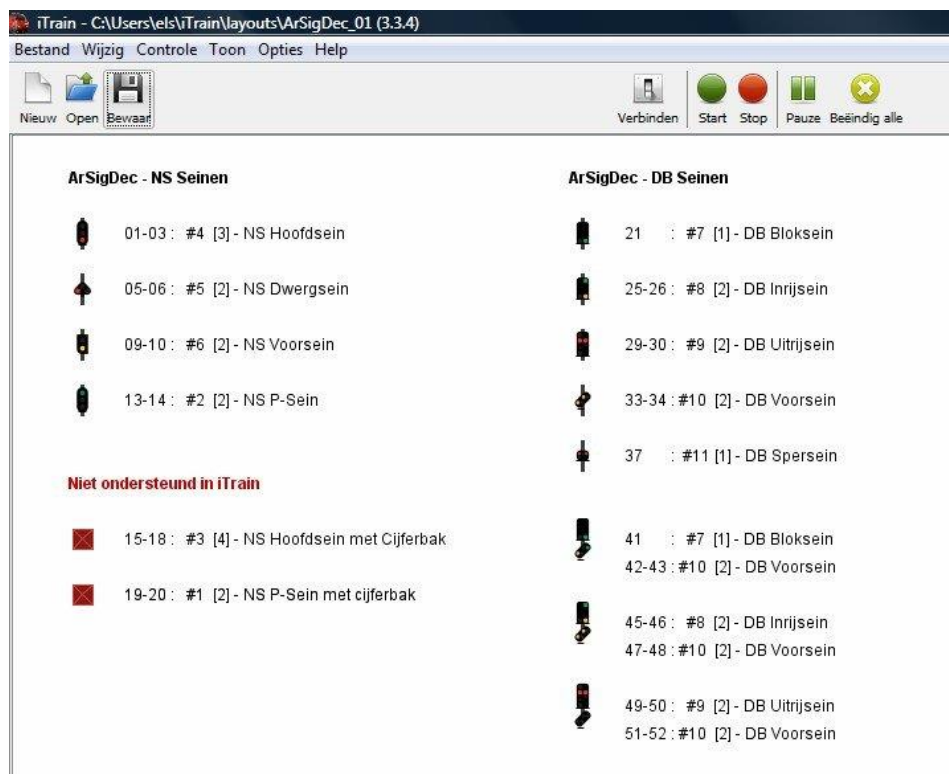 iTrain - C:\Users\els\iTrain\layouts\ArSigDec_01 (3.3.4)
Bestand Wijzig Controle Toon Opties Help
Nieuw Open Bewaar Verbinden Start Stop Pauze Beëindig alle
ArSigDec - NS Seinen
01-03 : #4 [3] - NS Hoofdsein
05-06 : #5 [2] - NS Dwergsein
09-10 : #6 [2] - NS Voorsein
13-14 : #2 [2] - NS P-Sein
Niet ondersteund in iTrain
15-18 : #3 [4] - NS Hoofdsein met Cijferbak
19-20 : #1 [2] - NS P-Sein met cijferbak
ArSigDec - DB Seinen
21 : #7 [1] - DB Bloksein
25-26 : #8 [2] - DB Inrijsein
29-30 : #9 [2] - DB Uitrijsein
33-34 : #10 [2] - DB Voorsein
37 : #11 [1] - DB Spersein
41 : #7 [1] - DB Bloksein
42-43 : #10 [2] - DB Voorsein
45-46 : #8 [2] - DB Inrijsein
47-48 : #10 [2] - DB Voorsein
49-50 : #9 [2] - DB Uitrijsein
51-52 : #10 [2] - DB Voorsein